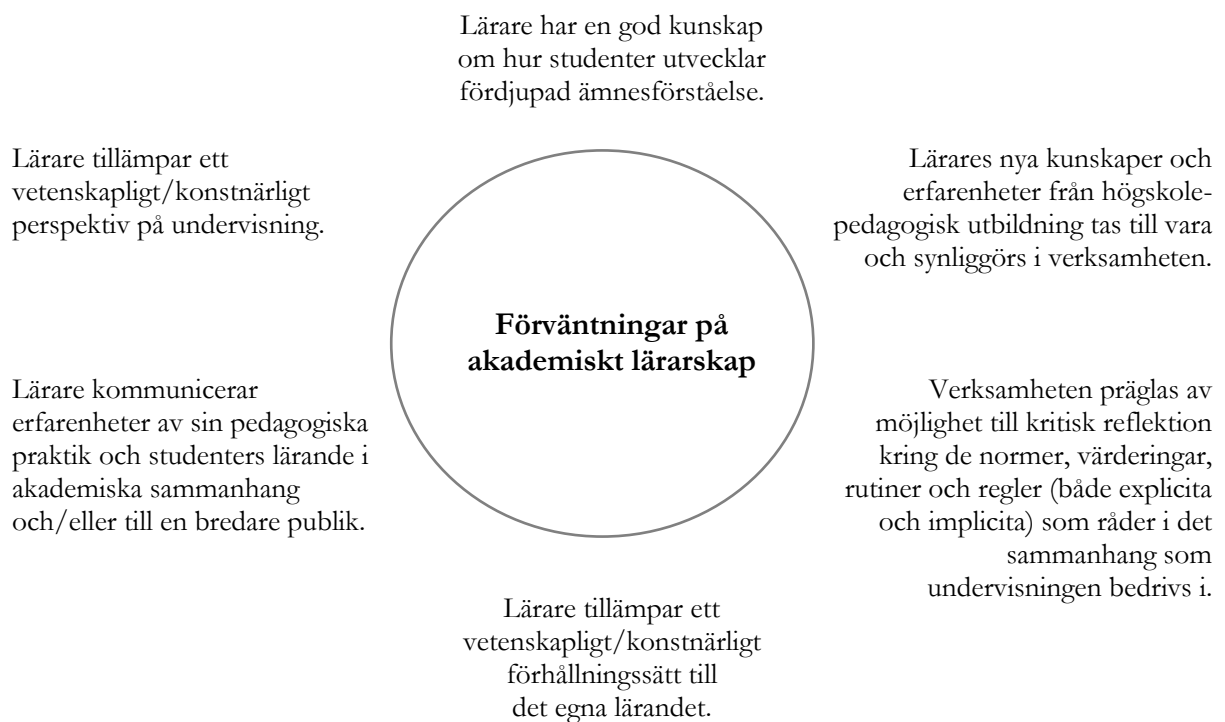 Lärare har en god kunskap
om hur studenter utvecklar
fördjupad ämnesförståelse.
Lärare tillämpar ett
vetenskapligt/konstnärligt
perspektiv på undervisning.
Lärares nya kunskaper och
erfarenheter från högskole-
pedagogisk utbildning tas till vara
och synliggörs i verksamheten.
Förväntningar på
akademiskt lärarskap
Lärare kommunicerar
erfarenheter av sin pedagogiska
praktik och studenters lärande i
akademiska sammanhang
och/eller till en bredare publik.
Verksamheten präglas av
möjlighet till kritisk reflektion
kring de normer, värderingar,
rutiner och regler (både explicita
och implicita) som råder i det
sammanhang som
undervisningen bedrivs i.
Lärare tillämpar ett
vetenskapligt/konstnärligt
förhållningssätt till
det egna lärandet.